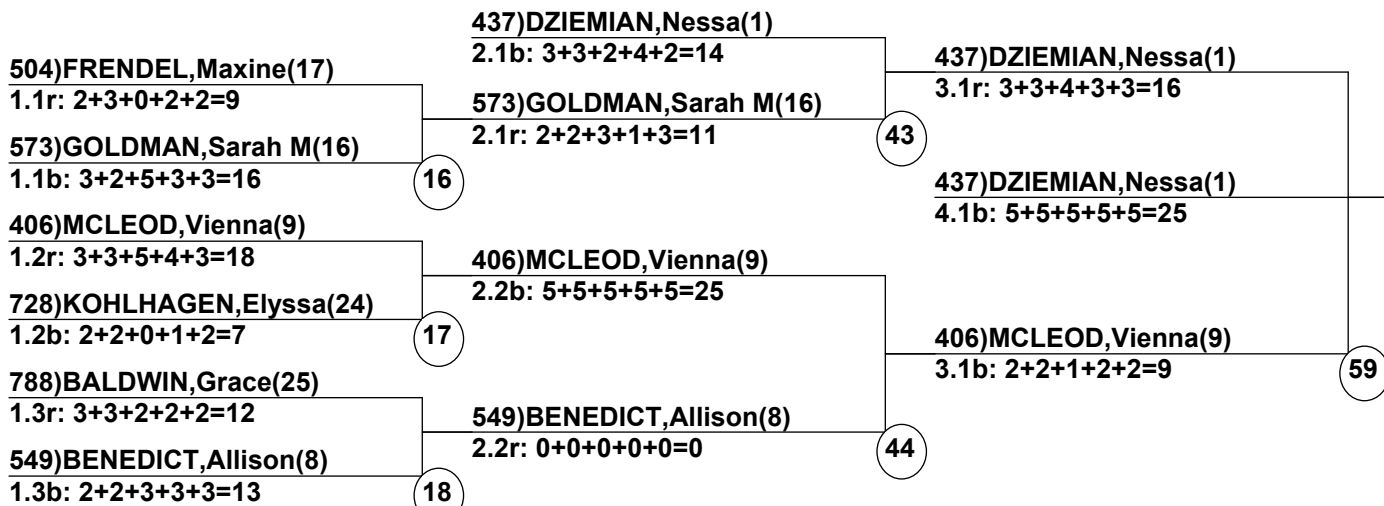 504)FRENDEL,Maxine(17)
1.1r: 2+3+0+2+2=9
573)GOLDMAN,Sarah M(16)
1.1b: 3+2+5+3+3=16
16
406)MCLEOD,Vienna(9)
1.2r: 3+3+5+4+3=18
728)KOHLHAGEN,Elyssa(24)
1.2b: 2+2+0+1+2=7
17
788)BALDWIN,Grace(25)
1.3r: 3+3+2+2+2=12
549)BENEDICT,Allison(8)
1.3b: 2+2+3+3+3=13
18
437)DZIEMIAN,Nessa(1)
2.1b: 3+3+2+4+2=14
573)GOLDMAN,Sarah M(16)
2.1r: 2+2+3+1+3=11
43
406)MCLEOD,Vienna(9)
2.2b: 5+5+5+5+5=25
549)BENEDICT,Allison(8)
2.2r: 0+0+0+0+0=0
44
437)DZIEMIAN,Nessa(1)
3.1r: 3+3+4+3+3=16
437)DZIEMIAN,Nessa(1)
4.1b: 5+5+5+5+5=25
406)MCLEOD,Vienna(9)
3.1b: 2+2+1+2+2=9
59